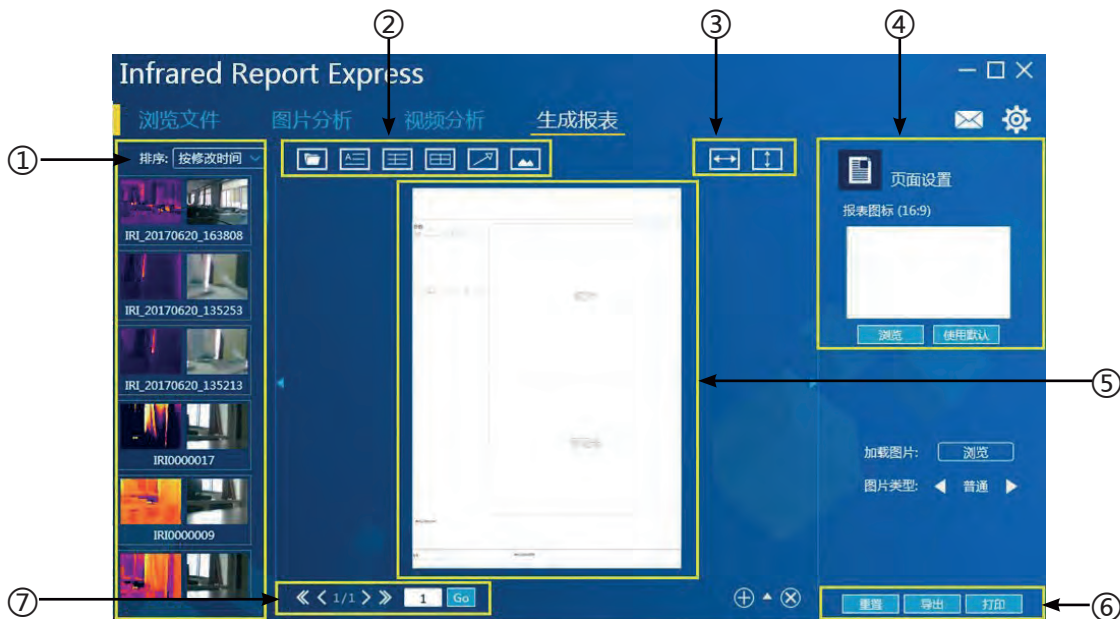 ② ③ ④
Infrared Report Express
浏览文件 图片分析 视频分析 生成报表
①
排序: 按修改时间
页面设置
报表图标 (16:9)
IRI_20170620_163808
IRI_20170620_135253
浏览 使用默认
IRI_20170620_135213
⑤
IRI0000017
加载图片: 浏览
图片类型: 普通
IRI0000009
⑦
1/1 1 Go
重置 导出 打印
⑥